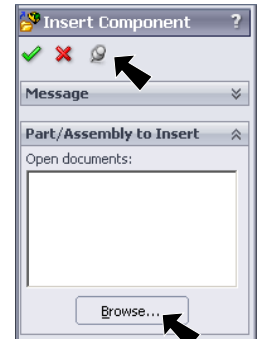 Insert Component ?
Message
Part/Assembly to Insert
Open documents:
Browse...